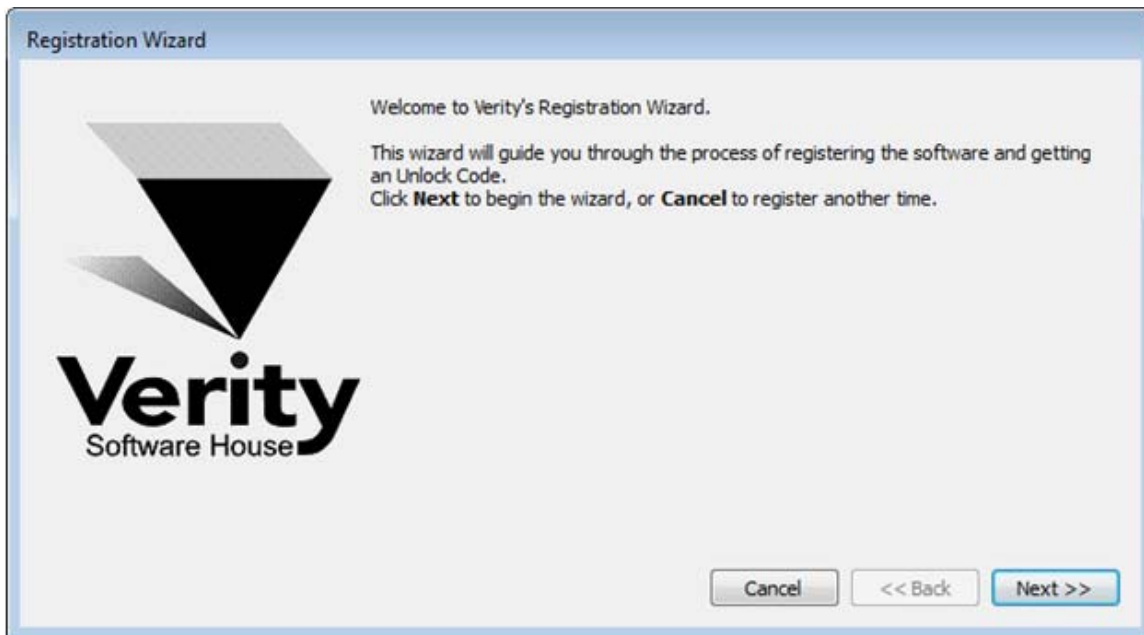 Registration Wizard
Welcome to Verity's Registration Wizard.
This wizard will guide you through the process of registering the software and getting
an Unlock Code.
Click Next to begin the wizard, or Cancel to register another time.
Verity
Software House
Cancel
<< Back
Next >>